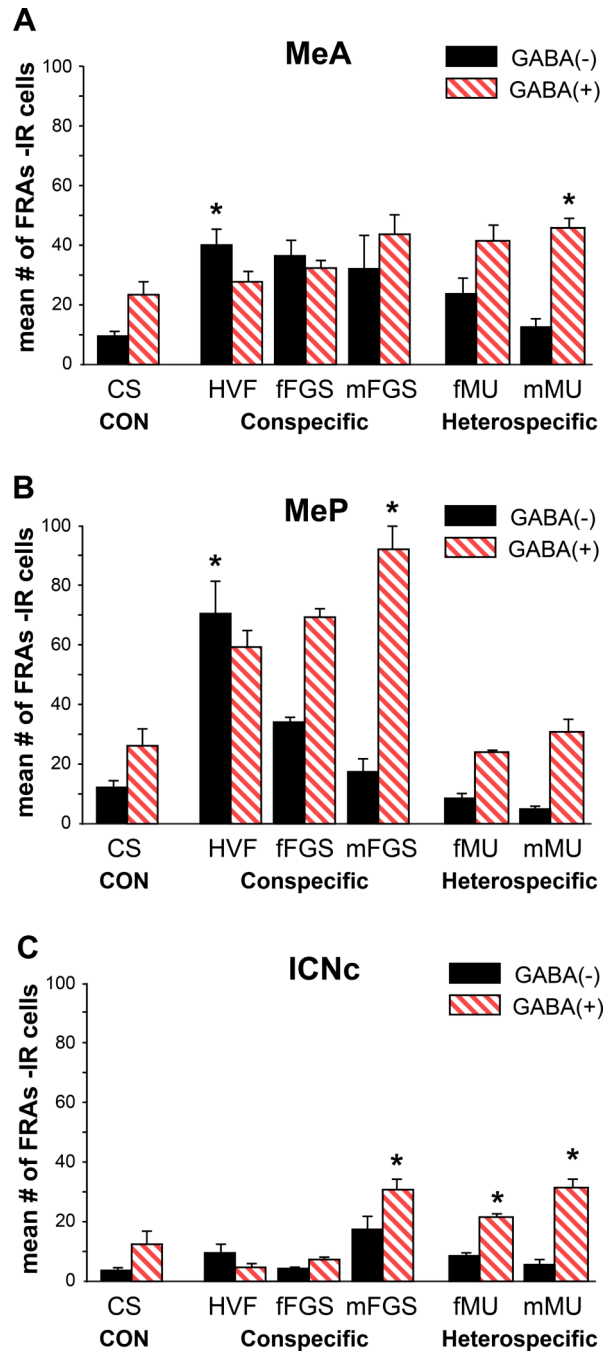 A
MeA
GABA(-)
GABA(+)
mean # of FRAs -IR cells
100
80
60
40
20
0
*
*
CS HVF fFGS mFGS fMU mMU
CON Conspecific Heterospecific
B
MeP
GABA(-)
GABA(+)
mean # of FRAs -IR cells
100
80
60
40
20
0
*
*
CS HVF fFGS mFGS fMU mMU
CON Conspecific Heterospecific
C
ICNc
GABA(-)
GABA(+)
mean # of FRAs -IR cells
100
80
60
40
20
0
*
*
*
CS HVF fFGS mFGS fMU mMU
CON Conspecific Heterospecific